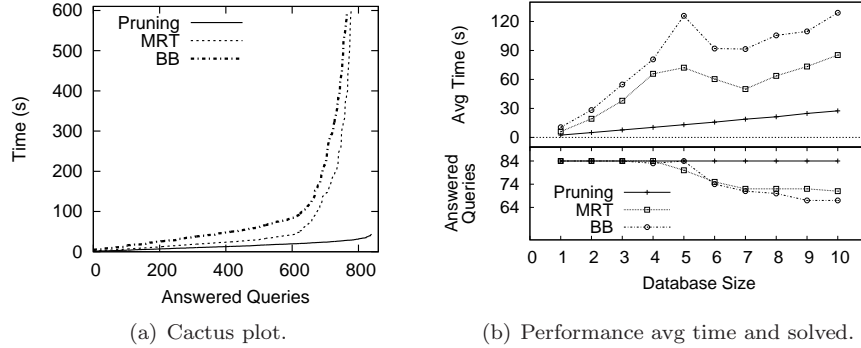 600
500
400
300
200
100
0
Time (s)
Pruning
MRT
BB
0 200 400 600 800
Answered Queries
(a) Cactus plot.
120
90
60
30
0
Avg Time (s)
84
74
64
Answered
Queries
Pruning
MRT
BB
0 1 2 3 4 5 6 7 8 9 10
Database Size
(b) Performance avg time and solved.